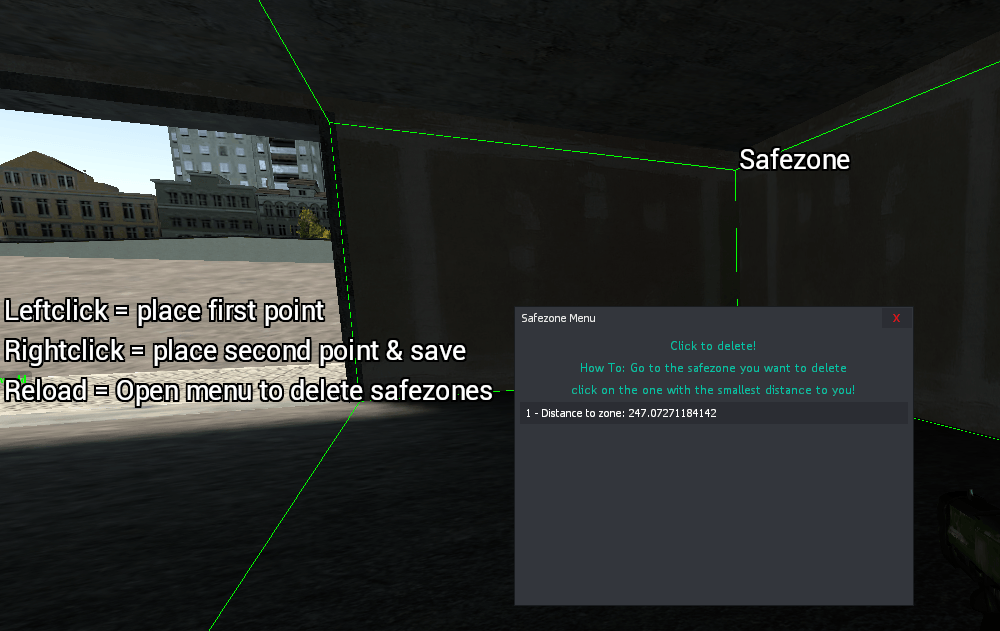 Safezone
Leftclick = place first point
Rightclick = place second point & save
Reload = Open menu to delete safezones
Safezone Menu
X
Click to delete!
How To: Go to the safezone you want to delete
click on the one with the smallest distance to you!
1 - Distance to zone: 247.07271184142